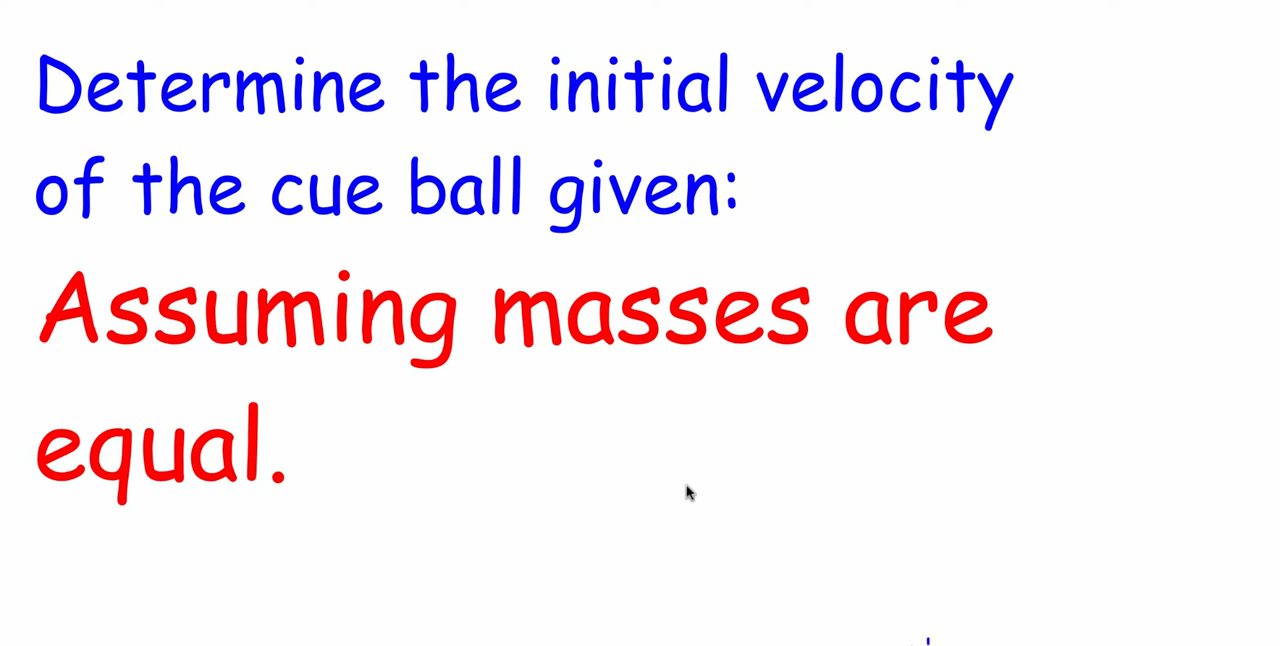 Determine the initial velocity
of the cue ball given:
Assuming masses are
equal.